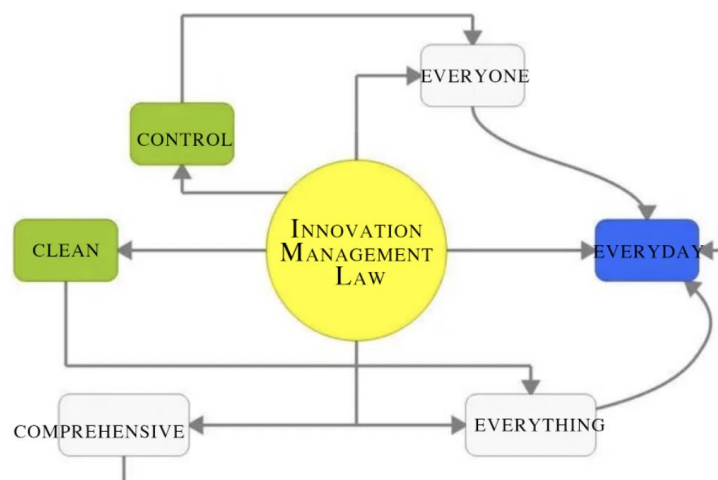 EVERYONE
CONTROL
INNOVATION
MANAGEMENT
LAW
CLEAN
EVERYDAY
COMPREHENSIVE
EVERYTHING